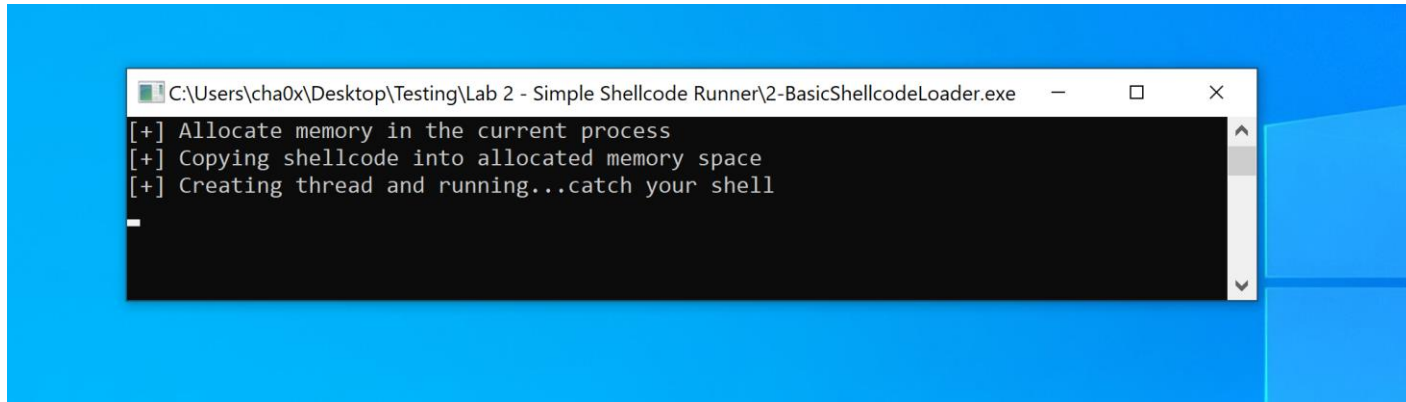 C:\Users\cha0x\Desktop\Testing\Lab 2 - Simple Shellcode Runner\2-BasicShellcodeLoader.exe
[+] Allocate memory in the current process
[+] Copying shellcode into allocated memory space
[+] Creating thread and running...catch your shell